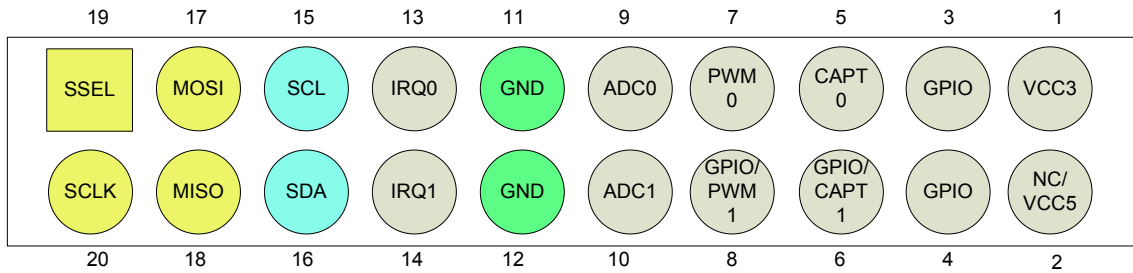 19 17 15 13 11 9 7 5 3 1
SSEL MOSI SCL IRQ0 GND ADC0 PWM 0 CAPT 0 GPIO VCC3
SCLK MISO SDA IRQ1 GND ADC1 GPIO/ PWM 1 GPIO/ CAPT 1 GPIO NC/ VCC5
20 18 16 14 12 10 8 6 4 2